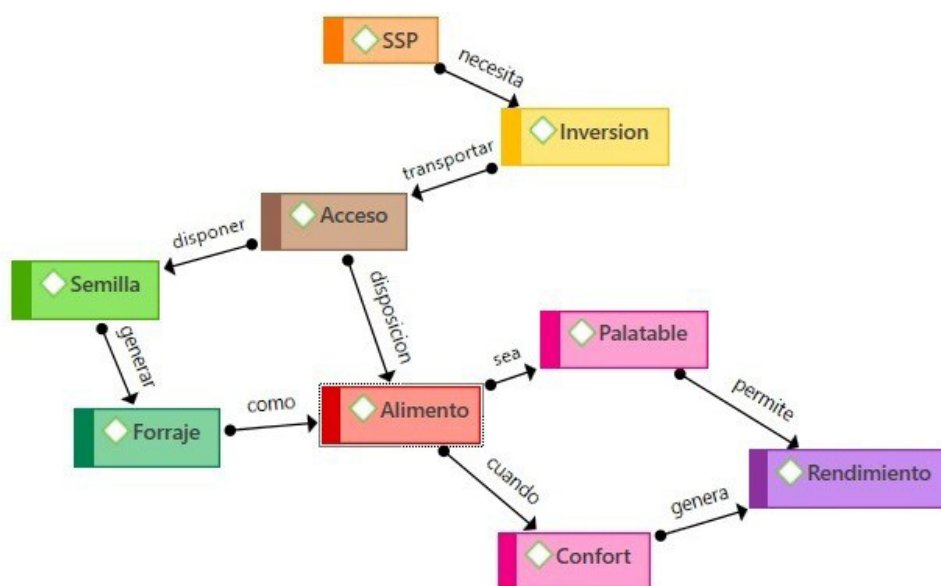 SSP
necesita
Inversion
transportar
Acceso
disponer
Semilla
disposicion
generar
Palatable
sea
permite
como
Alimento
Forraje
cuando
Rendimiento
genera
Confort